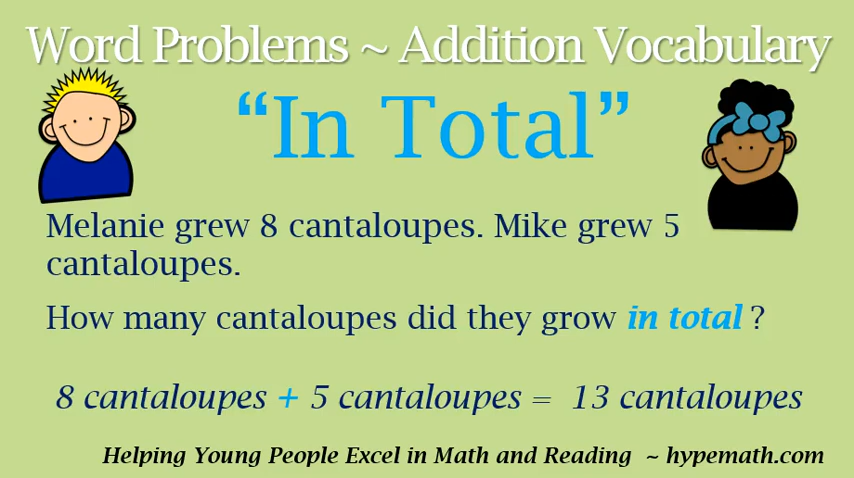 Word Problems ~ Addition Vocabulary
“In Total”
Melanie grew 8 cantaloupes. Mike grew 5
cantaloupes.
How many cantaloupes did they grow in total ?
8 cantaloupes + 5 cantaloupes = 13 cantaloupes
Helping Young People Excel in Math and Reading ~ hypemath.com